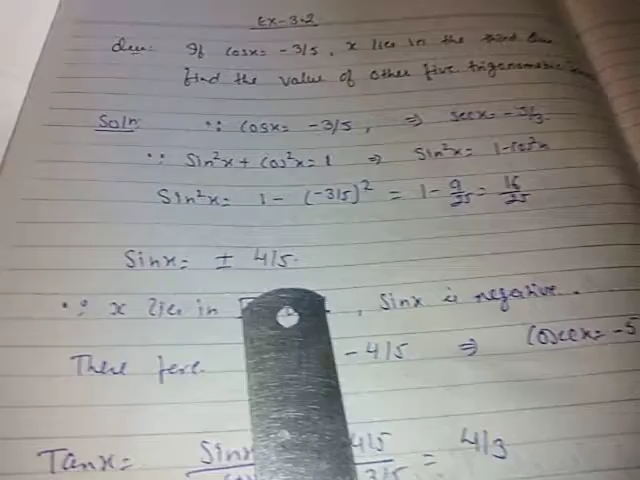 Ex-3.2
Ques: If cosx = -3/5, x lies in the third
find the value of other five trigonometric
Soln ∵ cosx = -3/5, ⇒ secx = -5/3.
∵ Sin²x + cos²x = 1 ⇒ Sin²x = 1-cos²x
Sin²x = 1 - (-3/5)² = 1 - 9/25 = 16/25
Sinx = ± 4/5.
∵ x lies in , Sinx is negative.
There fore -4/5 ⇒ Cosecx = -5
Tanx = Sinx 4/5 3/5 = 4/3